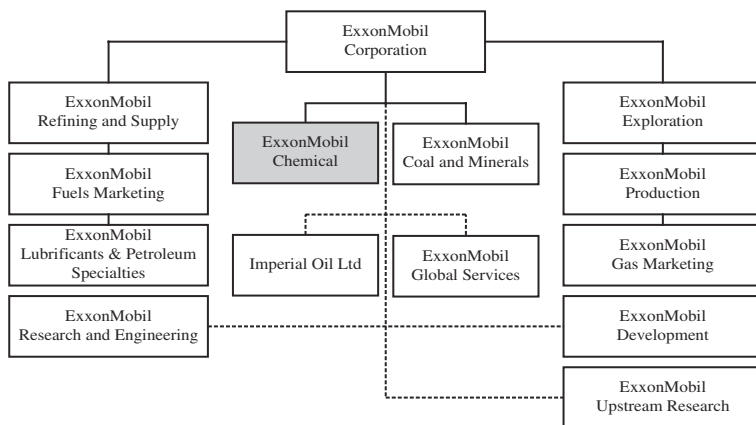 ExxonMobil
Corporation
ExxonMobil
Refining and Supply
ExxonMobil
Chemical
ExxonMobil
Coal and Minerals
ExxonMobil
Exploration
ExxonMobil
Fuels Marketing
ExxonMobil
Production
ExxonMobil
Lubrificants & Petroleum
Specialties
Imperial Oil Ltd
ExxonMobil
Global Services
ExxonMobil
Gas Marketing
ExxonMobil
Research and Engineering
ExxonMobil
Development
ExxonMobil
Upstream Research